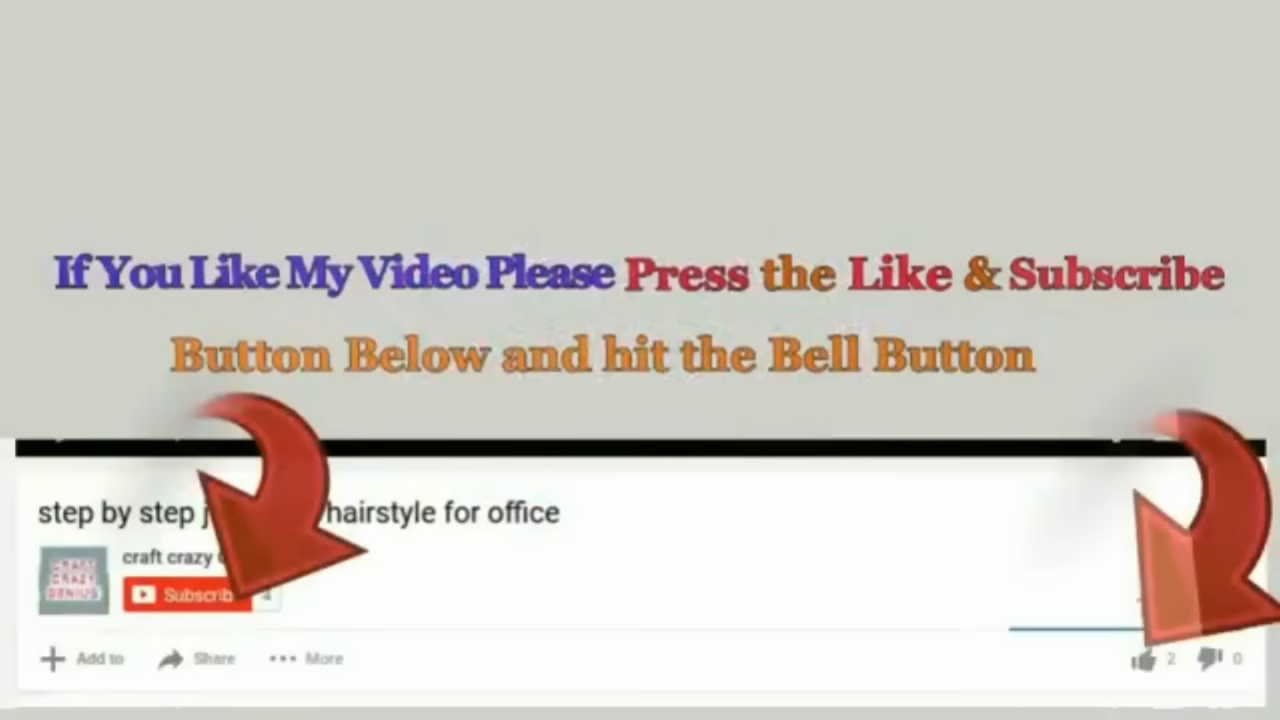 If You Like My Video Please Press the Like & Subscribe
Button Below and hit the Bell Button
step by step hairstyle for office
craft crazy
CRAFT
CRAZY
GENIUS
Subscrib 4
Add to Share More
2 0